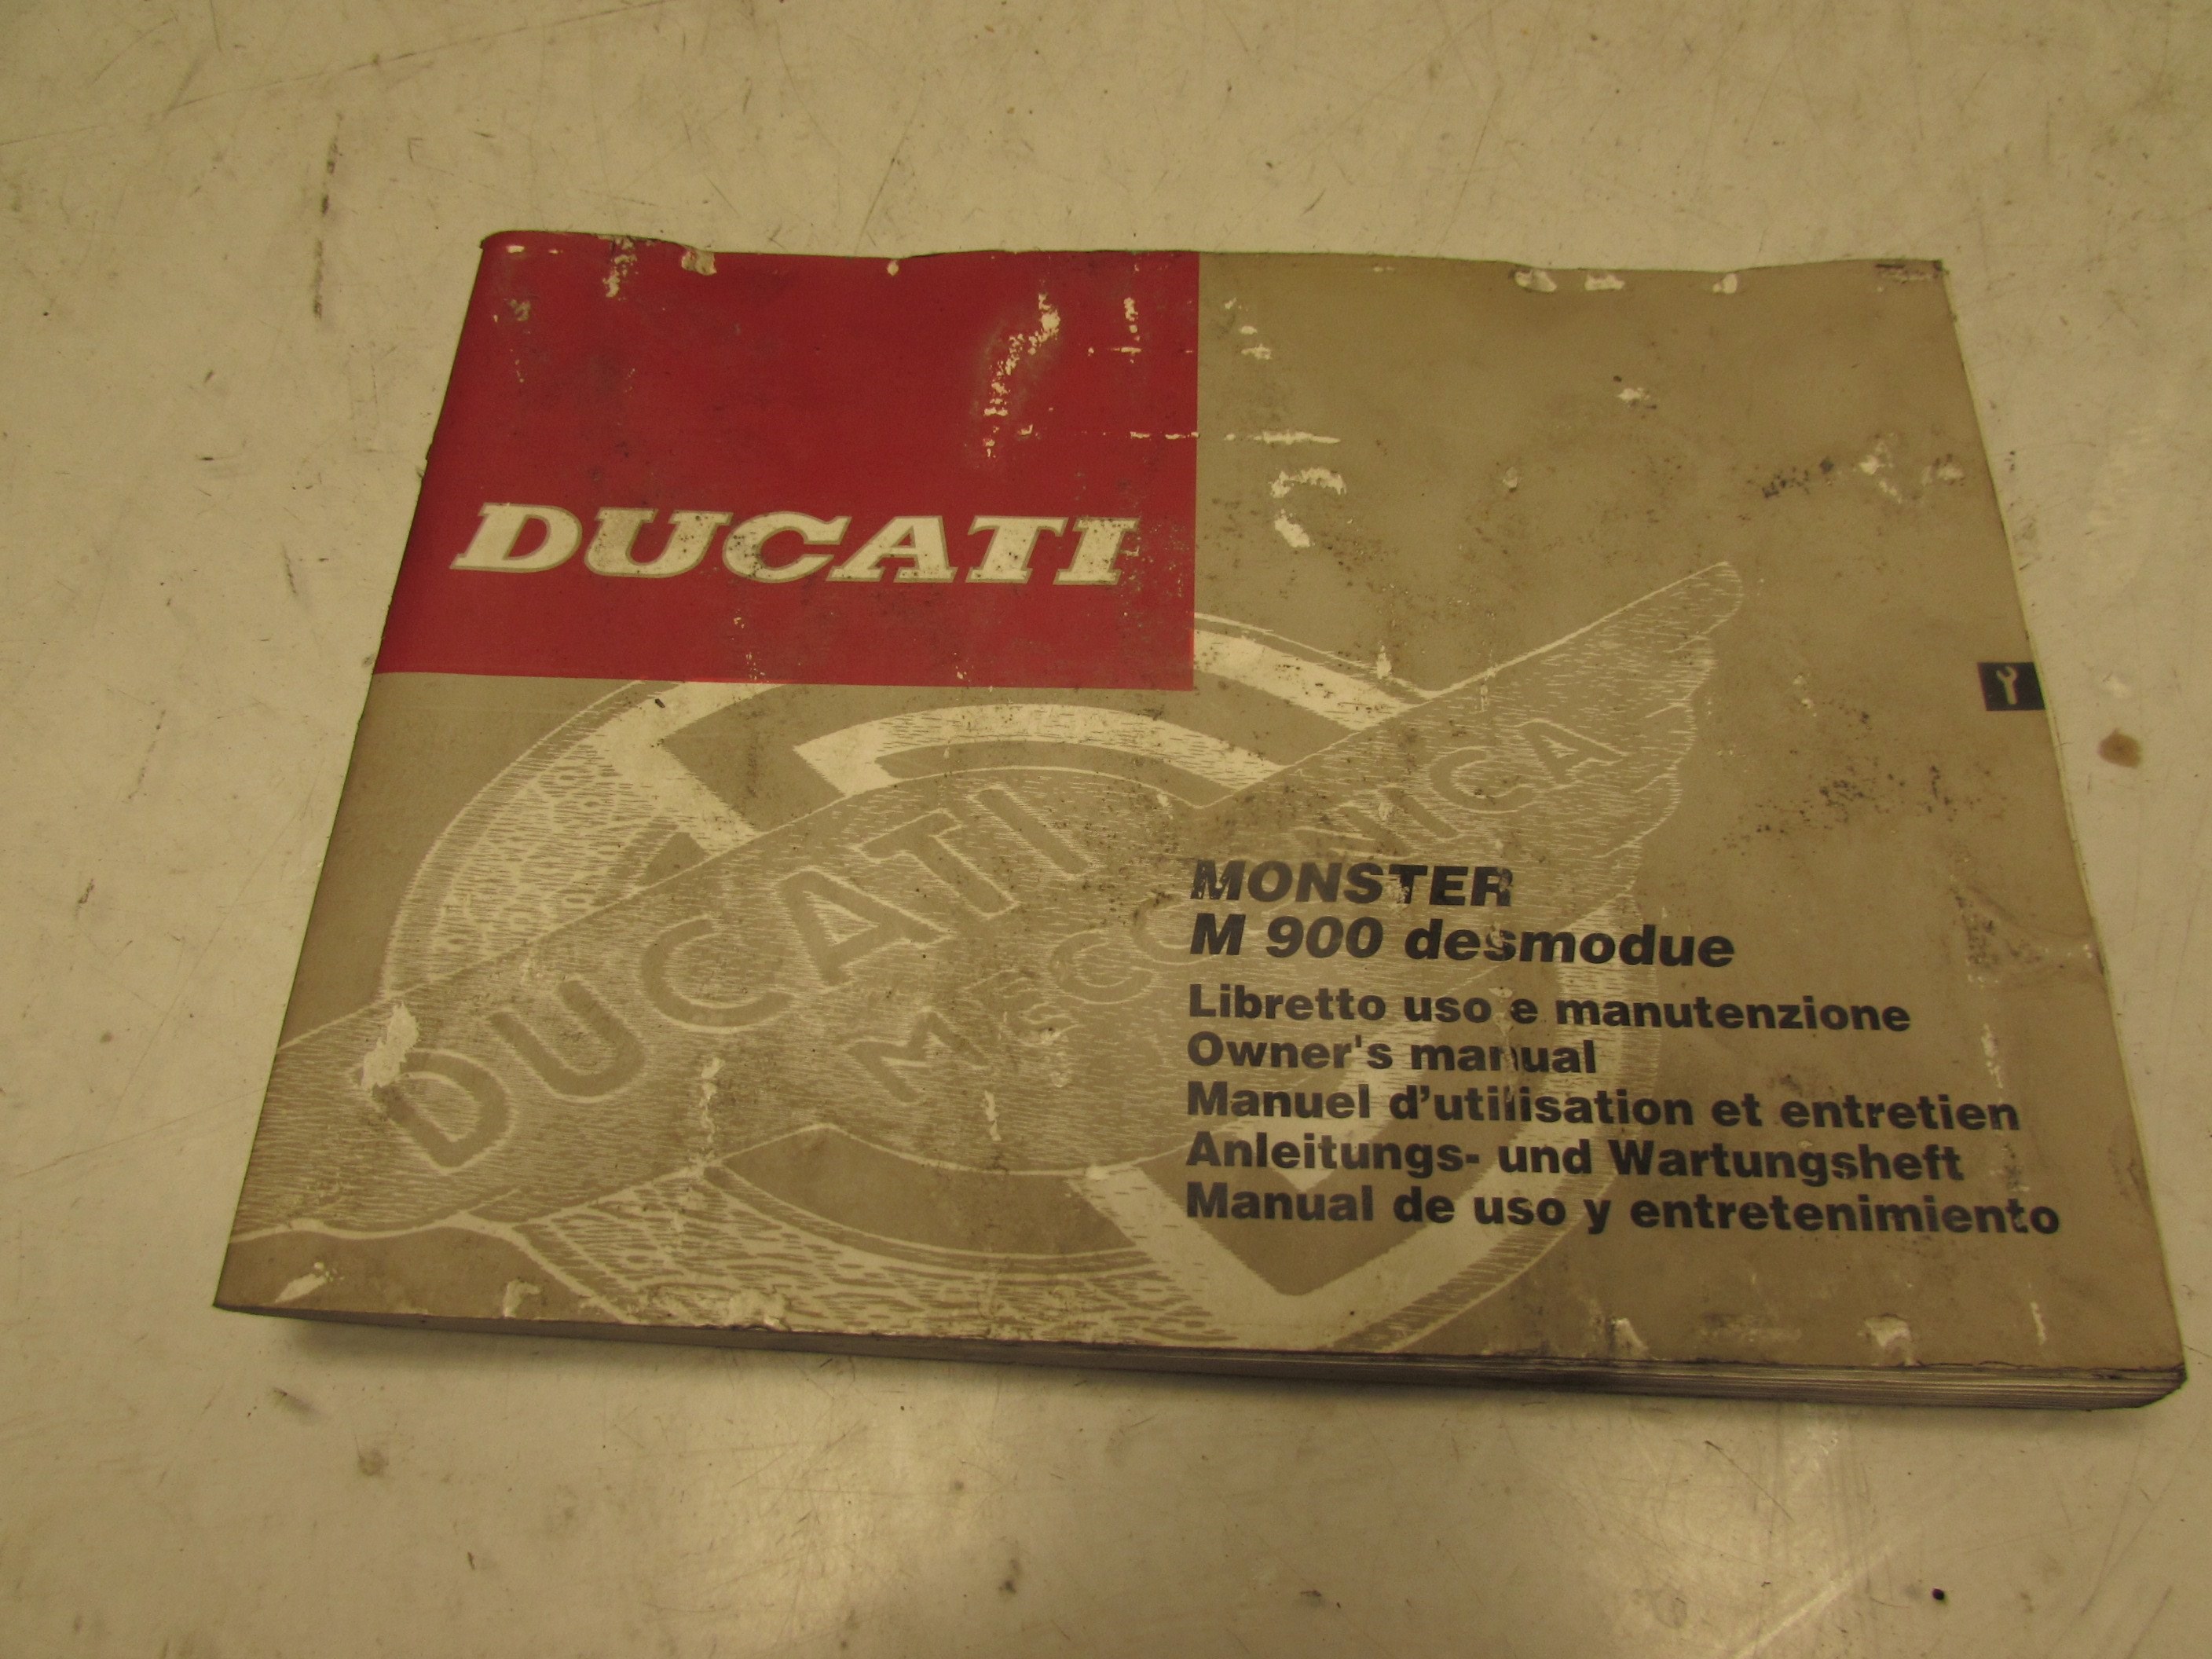 DUCATI
DUCATI
MECCANICA
MONSTER
M 900 desmodue
Libretto uso e manutenzione
Owner's manual
Manuel d'utilisation et entretien
Anleitungs- und Wartungsheft
Manual de uso y entretenimiento